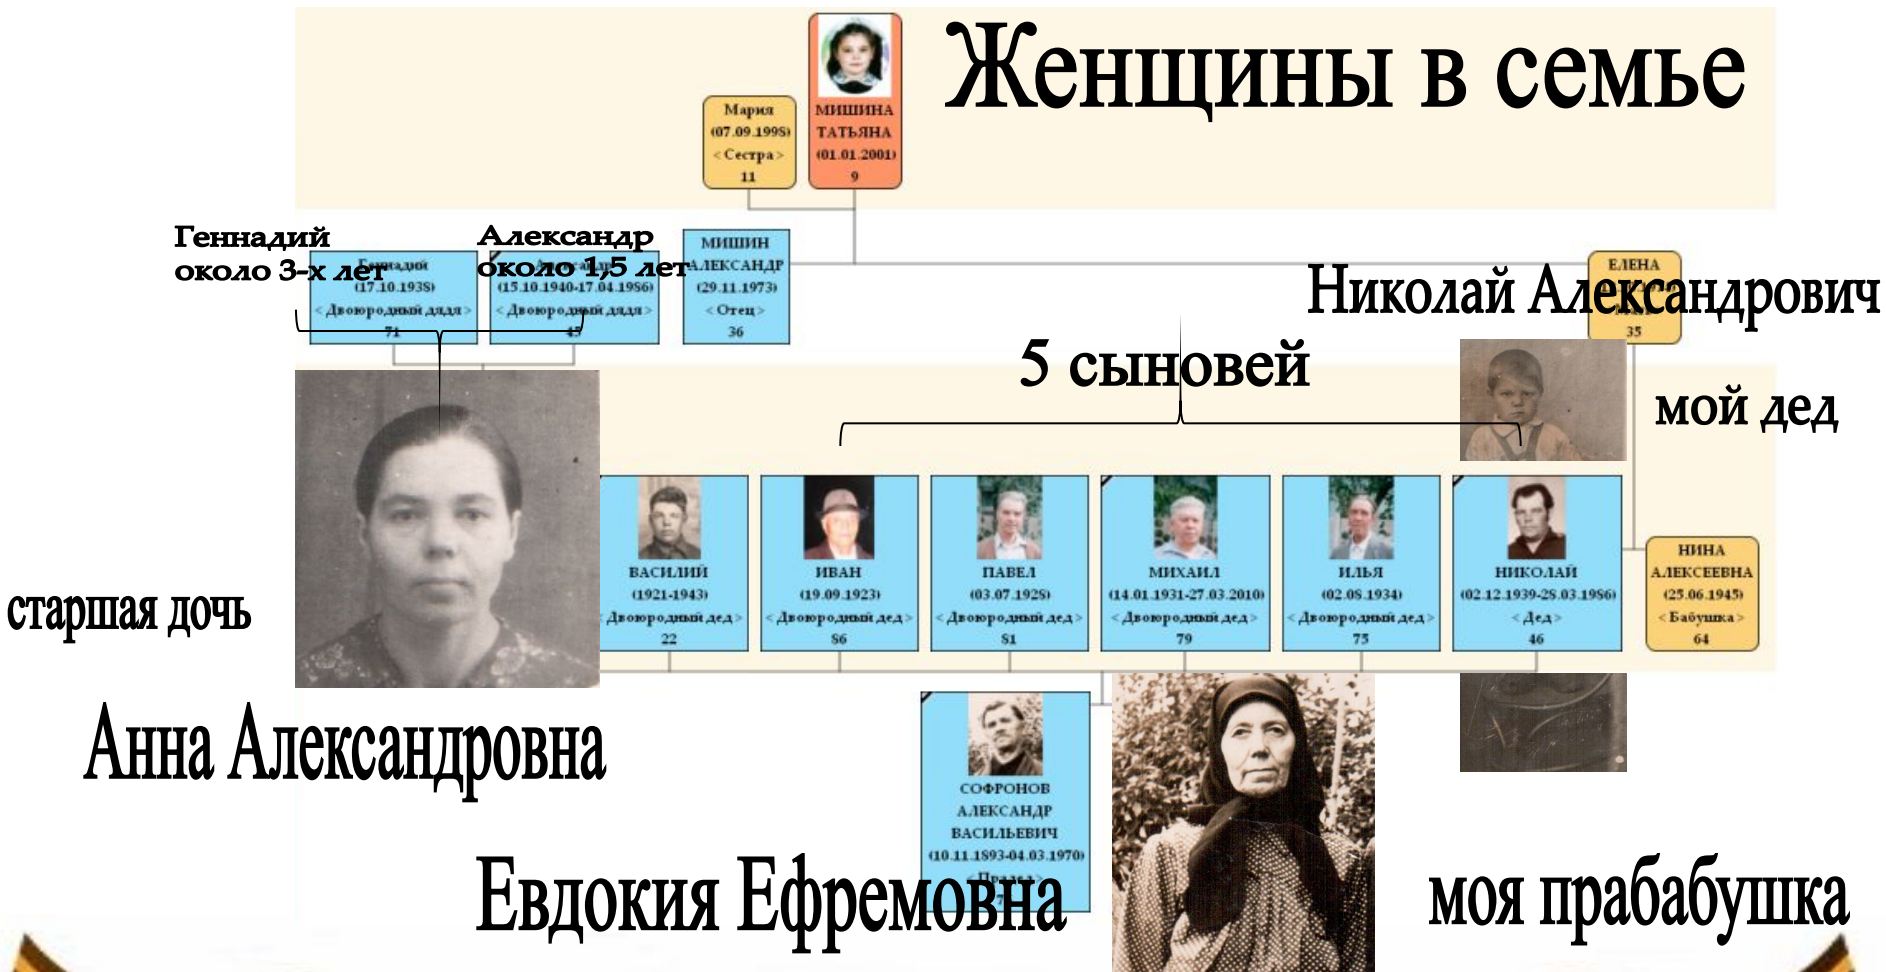 Женщины в семье
МИШИНА
ТАТЬЯНА
(01.01.2001)
9
Мария
(07.09.1998)
<Сестра>
11
Геннадий
около 3-х лет
Геннадий
(17.10.1938)
<Двоюродный дядя>
71
Александр
около 1,5 лет
Александр
(15.10.1940-17.04.1986)
<Двоюродный дядя>
45
МИШИН
АЛЕКСАНДР
(29.11.1973)
<Отец>
36
ЕЛЕНА
35
Николай Александрович
мой дед
5 сыновей
старшая дочь
Анна Александровна
ВАСИЛИЙ
(1921-1943)
Двоюродный дед>
22
ИВАН
(19.09.1923)
<Двоюродный дед>
86
ПАВЕЛ
(03.07.1928)
<Двоюродный дед>
81
МИХАИЛ
(14.01.1931-27.03.2010)
<Двоюродный дед>
79
ИЛЬЯ
(02.08.1934)
<Двоюродный дед>
75
НИКОЛАЙ
(02.12.1939-28.03.1986)
<Дед>
46
НИНА
АЛЕКСЕЕВНА
(25.06.1945)
<Бабушка>
64
СОФРОНОВ
АЛЕКСАНДР
ВАСИЛЬЕВИЧ
(10.11.1893-04.03.1970)
<Прадед>
Евдокия Ефремовна
моя прабабушка